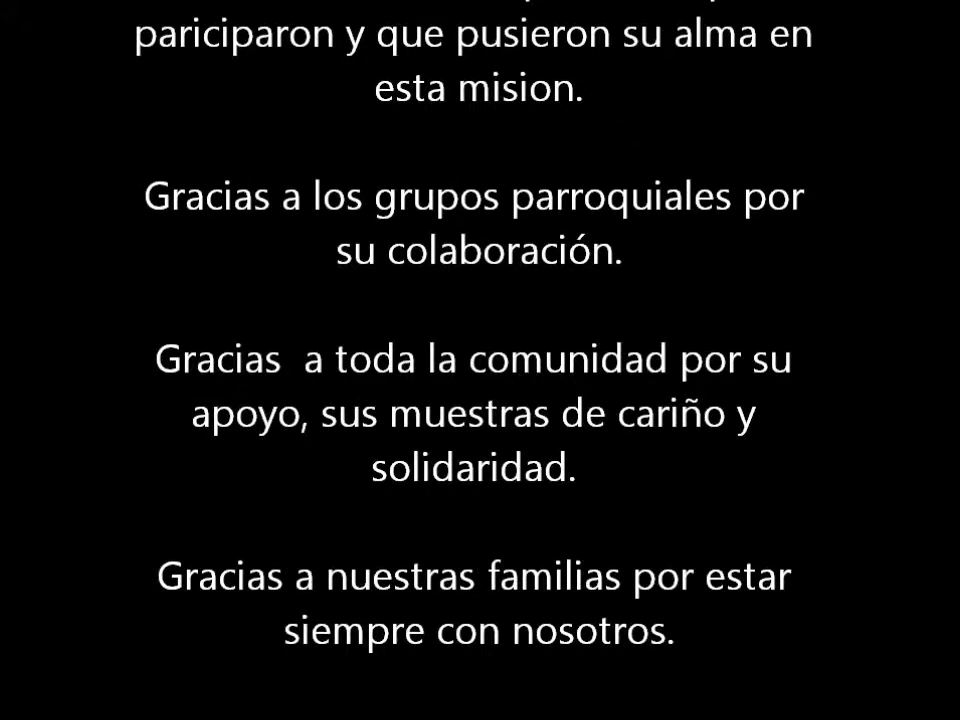 pariciparon y que pusieron su alma en
esta mision.
Gracias a los grupos parroquiales por
su colaboración.
Gracias  a toda la comunidad por su
apoyo, sus muestras de cariño y
solidaridad.
Gracias a nuestras familias por estar
siempre con nosotros.